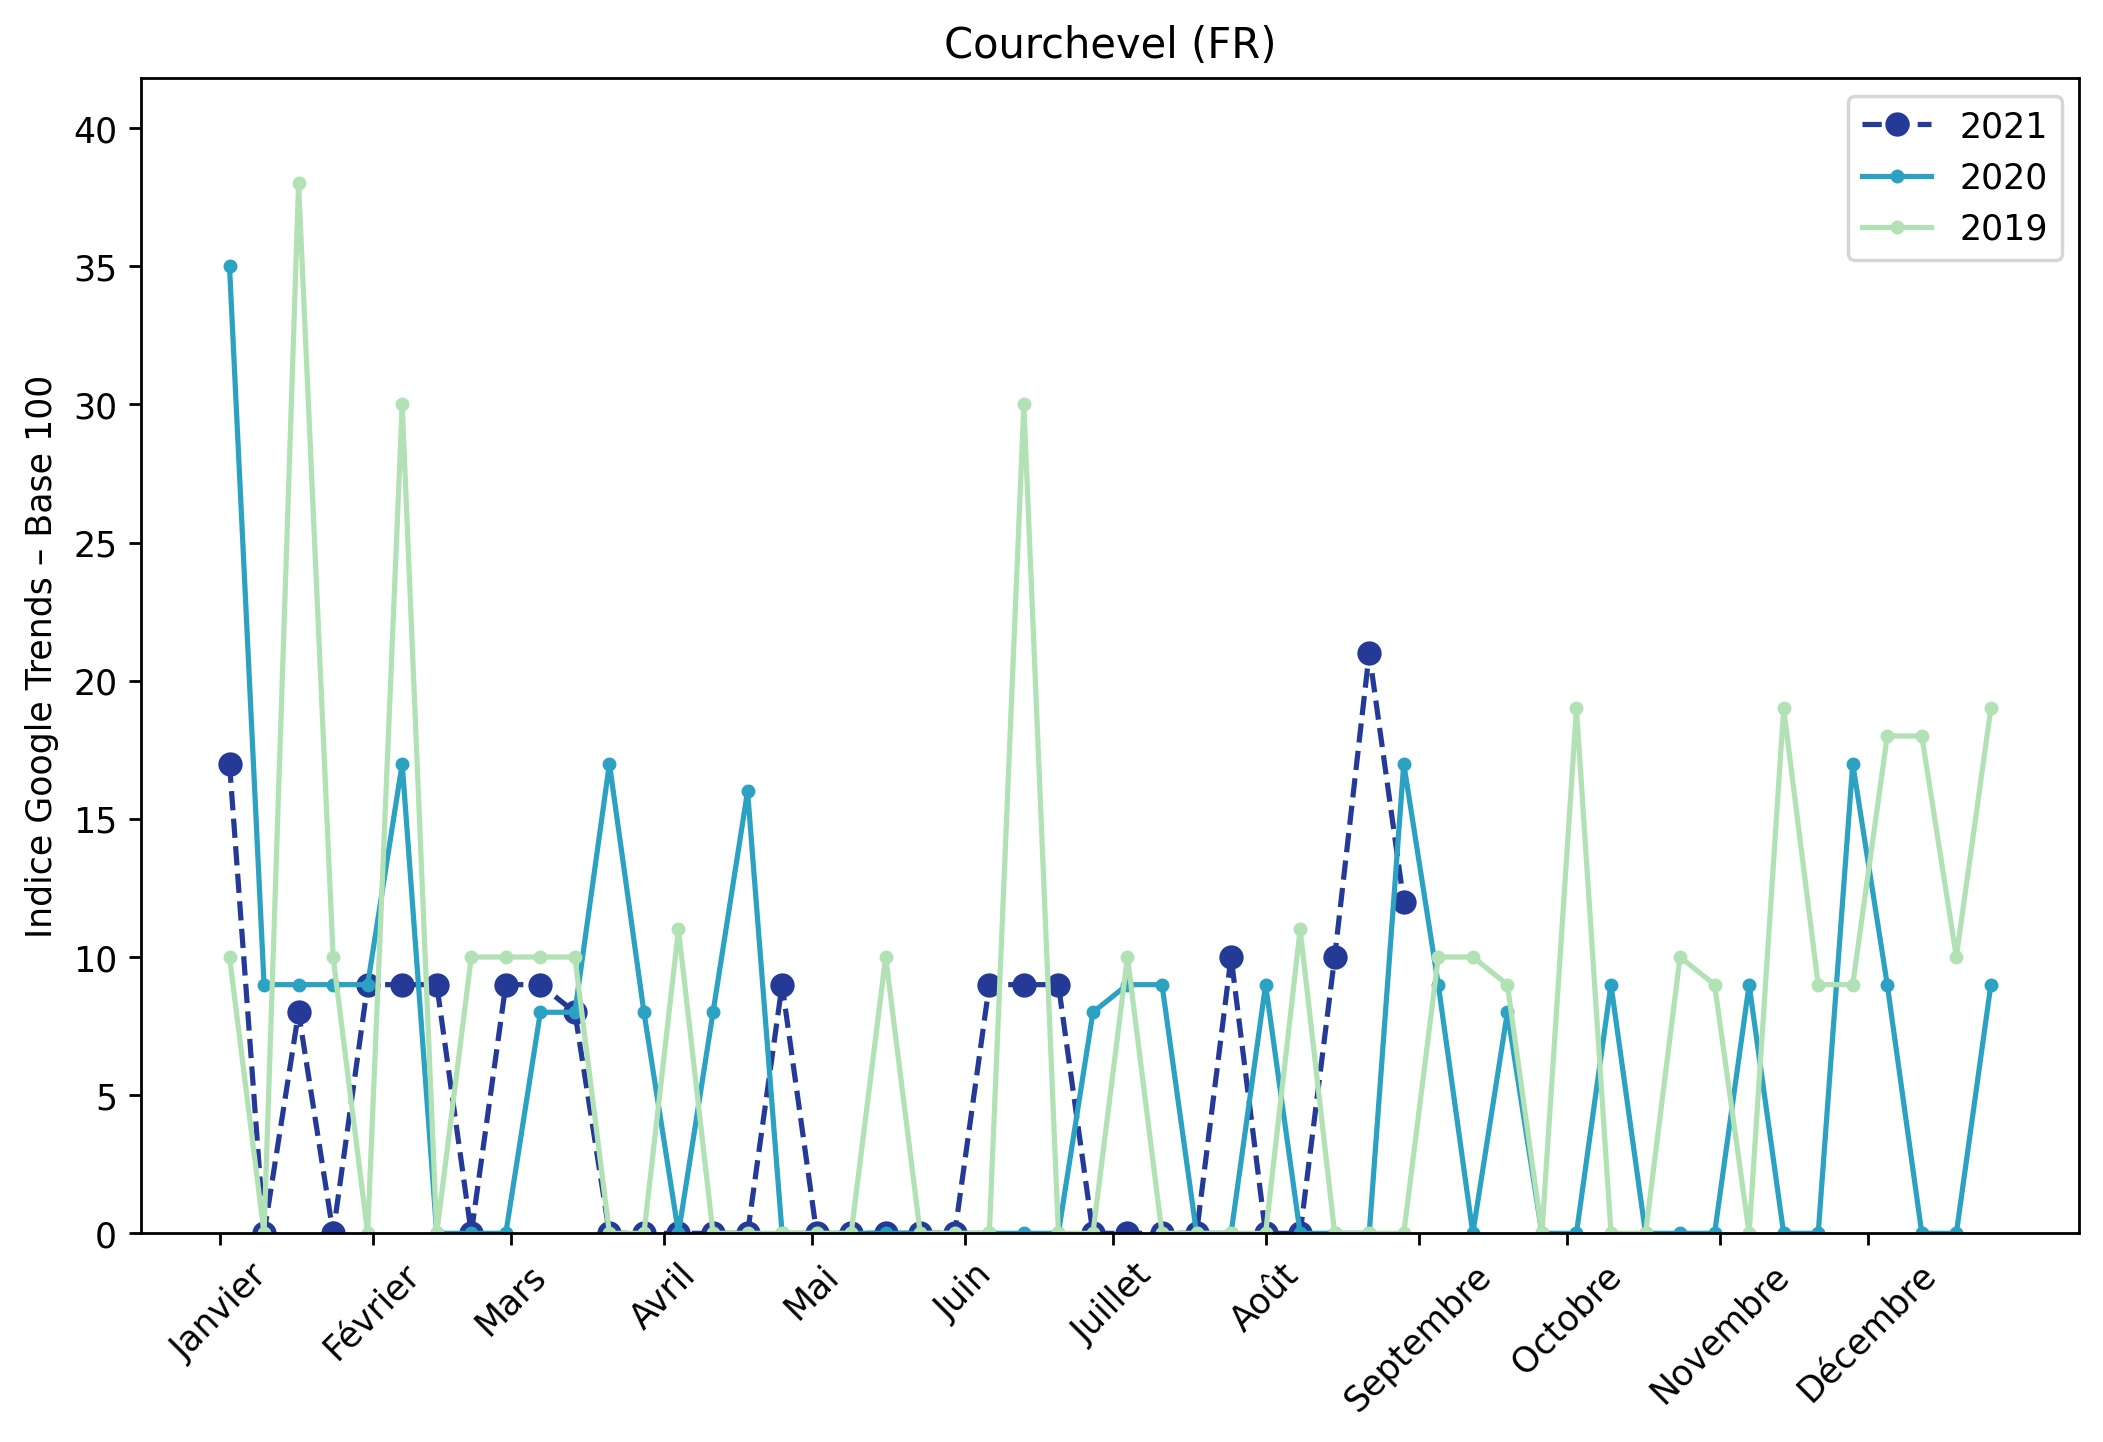 Courchevel (FR)
Indice Google Trends – Base 100
40
35
30
25
20
15
10
5
0
2021
2020
2019
Janvier
Février
Mars
Avril
Mai
Juin
Juillet
Août
Septembre
Octobre
Novembre
Décembre